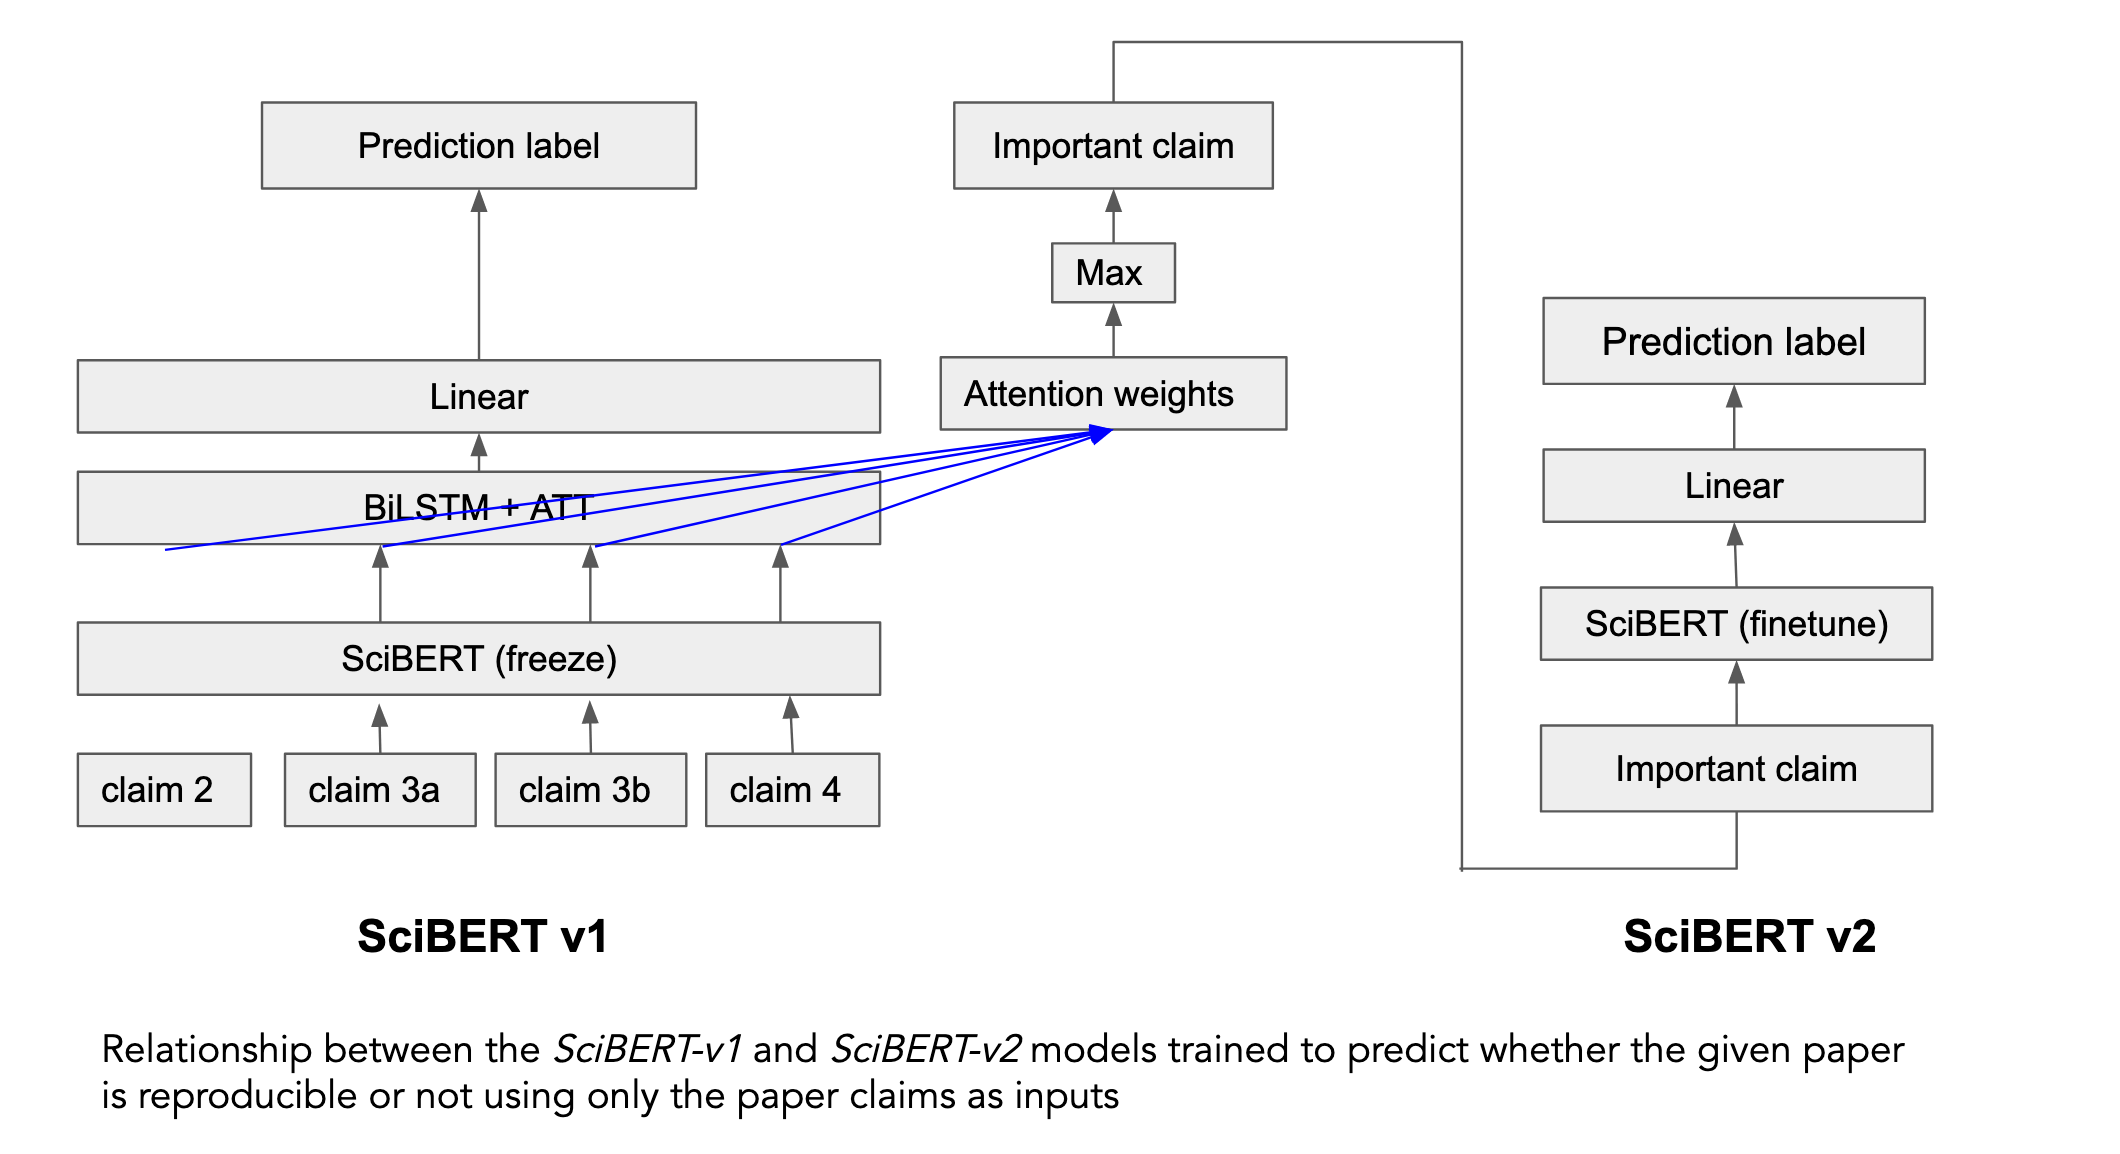 Prediction label
Linear
BiLSTM + ATT
SciBERT (freeze)
claim 2
claim 3a
claim 3b
claim 4
Important claim
Max
Attention weights
Prediction label
Linear
SciBERT (finetune)
Important claim
SciBERT v1
SciBERT v2
Relationship between the SciBERT-v1 and SciBERT-v2 models trained to predict whether the given paper
is reproducible or not using only the paper claims as inputs